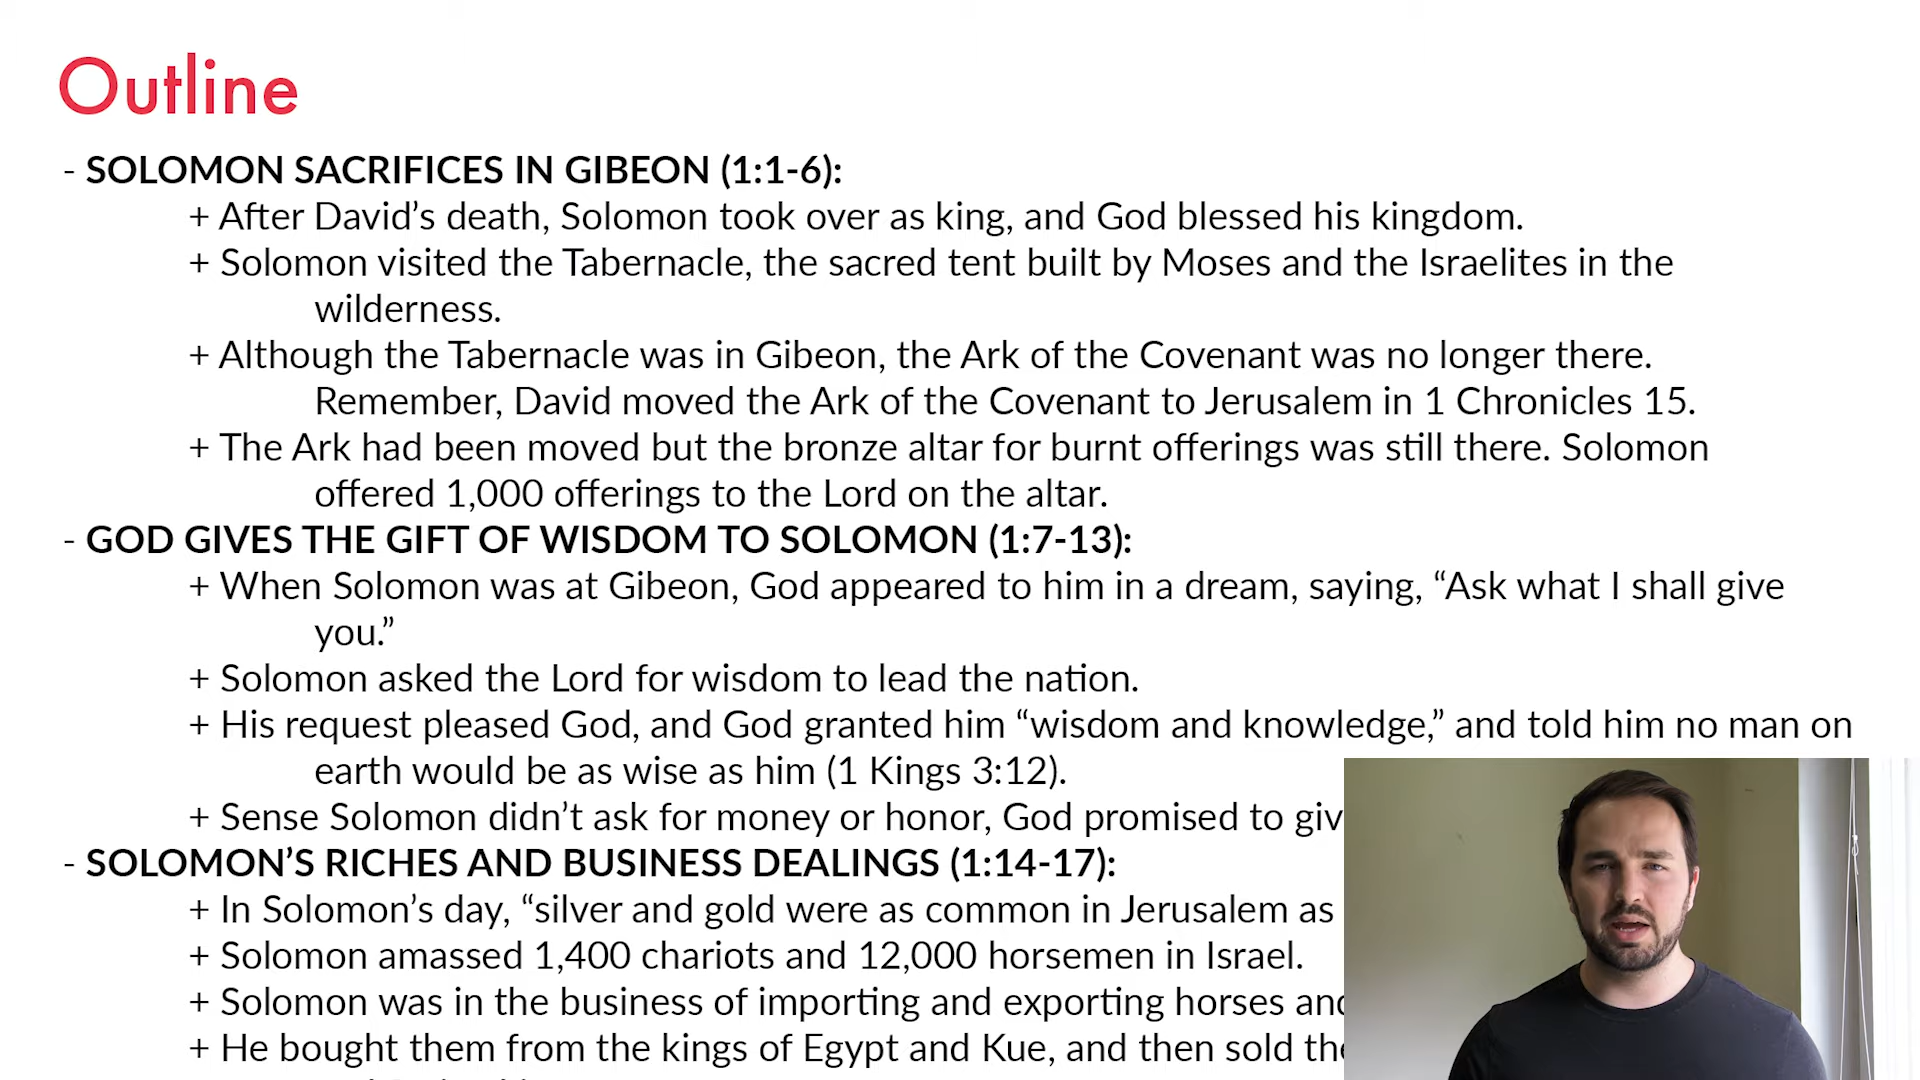 Outline
- SOLOMON SACRIFICES IN GIBEON (1:1-6):
+ After David’s death, Solomon took over as king, and God blessed his kingdom.
+ Solomon visited the Tabernacle, the sacred tent built by Moses and the Israelites in the
wilderness.
+ Although the Tabernacle was in Gibeon, the Ark of the Covenant was no longer there.
Remember, David moved the Ark of the Covenant to Jerusalem in 1 Chronicles 15.
+ The Ark had been moved but the bronze altar for burnt offerings was still there. Solomon
offered 1,000 offerings to the Lord on the altar.
- GOD GIVES THE GIFT OF WISDOM TO SOLOMON (1:7-13):
+ When Solomon was at Gibeon, God appeared to him in a dream, saying, “Ask what I shall give
you.”
+ Solomon asked the Lord for wisdom to lead the nation.
+ His request pleased God, and God granted him “wisdom and knowledge,” and told him no man on
earth would be as wise as him (1 Kings 3:12).
+ Sense Solomon didn’t ask for money or honor, God promised to giv
- SOLOMON’S RICHES AND BUSINESS DEALINGS (1:14-17):
+ In Solomon’s day, “silver and gold were as common in Jerusalem as
+ Solomon amassed 1,400 chariots and 12,000 horsemen in Israel.
+ Solomon was in the business of importing and exporting horses and
+ He bought them from the kings of Egypt and Kue, and then sold the